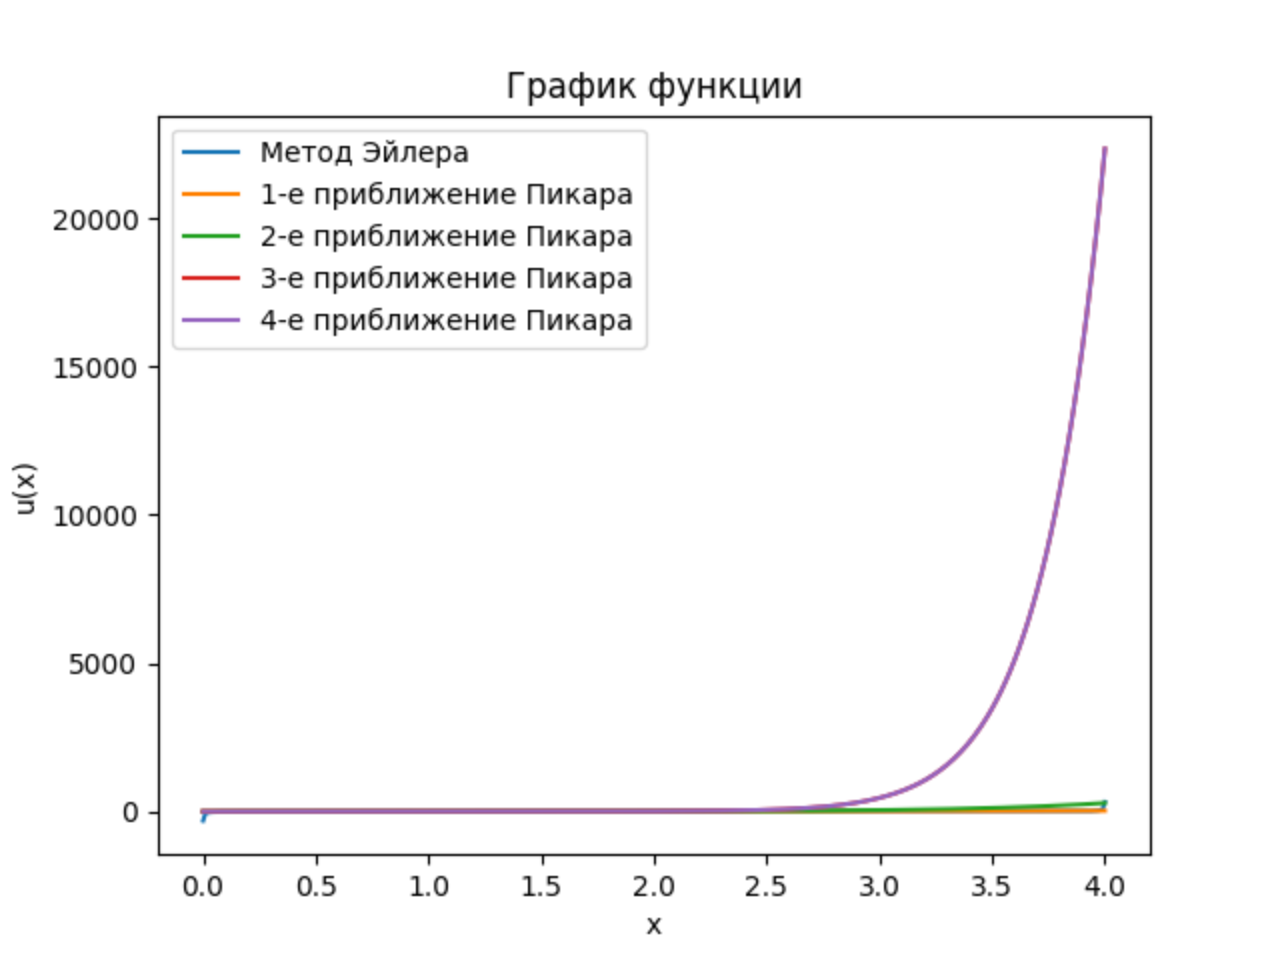 График функции
Метод Эйлера
1-е приближение Пикара
2-е приближение Пикара
3-е приближение Пикара
4-е приближение Пикара
20000
15000
10000
5000
0
u(x)
0.0 0.5 1.0 1.5 2.0 2.5 3.0 3.5 4.0
x